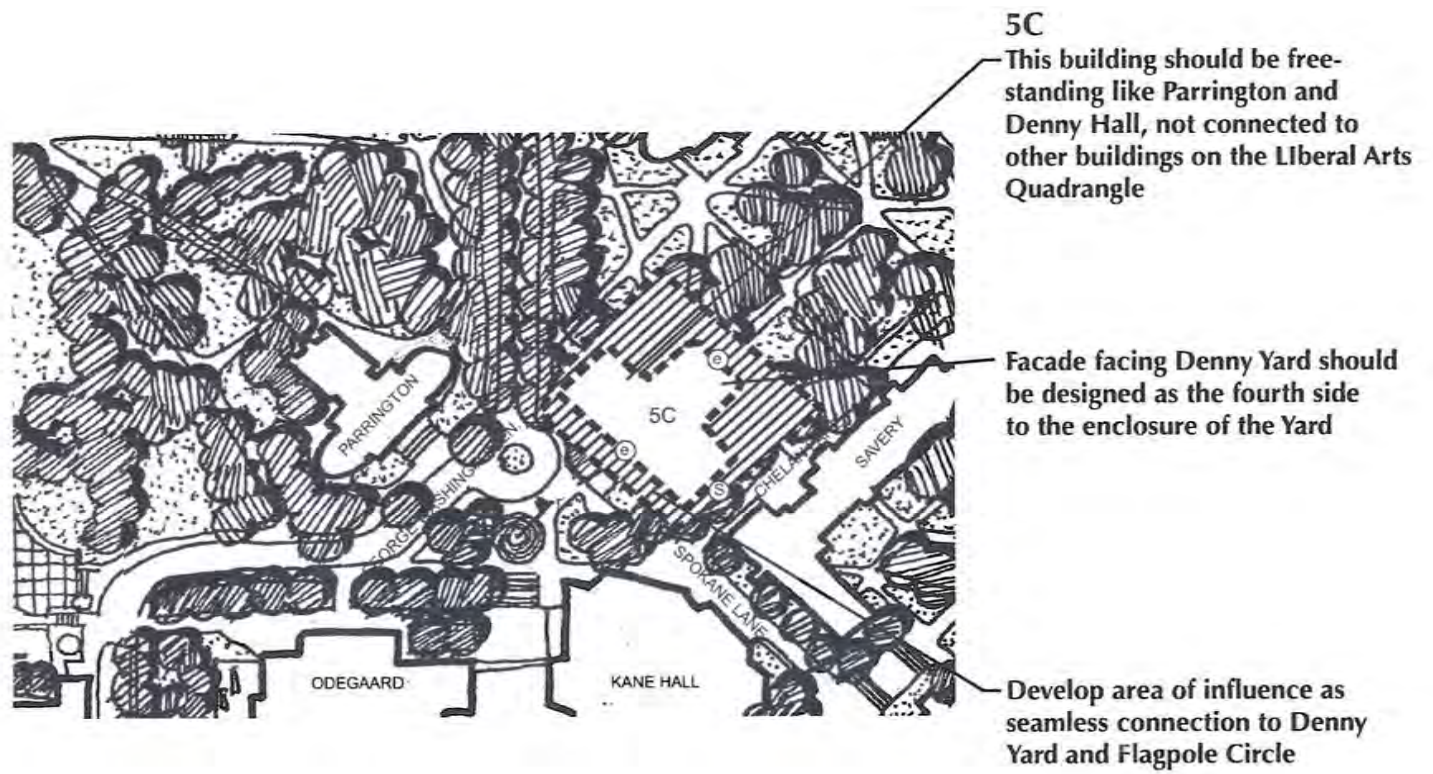 5C
This building should be free-
standing like Parrington and
Denny Hall, not connected to
other buildings on the LIberal Arts
Quadrangle
Facade facing Denny Yard should
be designed as the fourth side
to the enclosure of the Yard
Develop area of influence as
seamless connection to Denny
Yard and Flagpole Circle
PARRINGTON
e
5C
e
S
SAVERY
SPOKANE LANE
ODEGAARD
KANE HALL